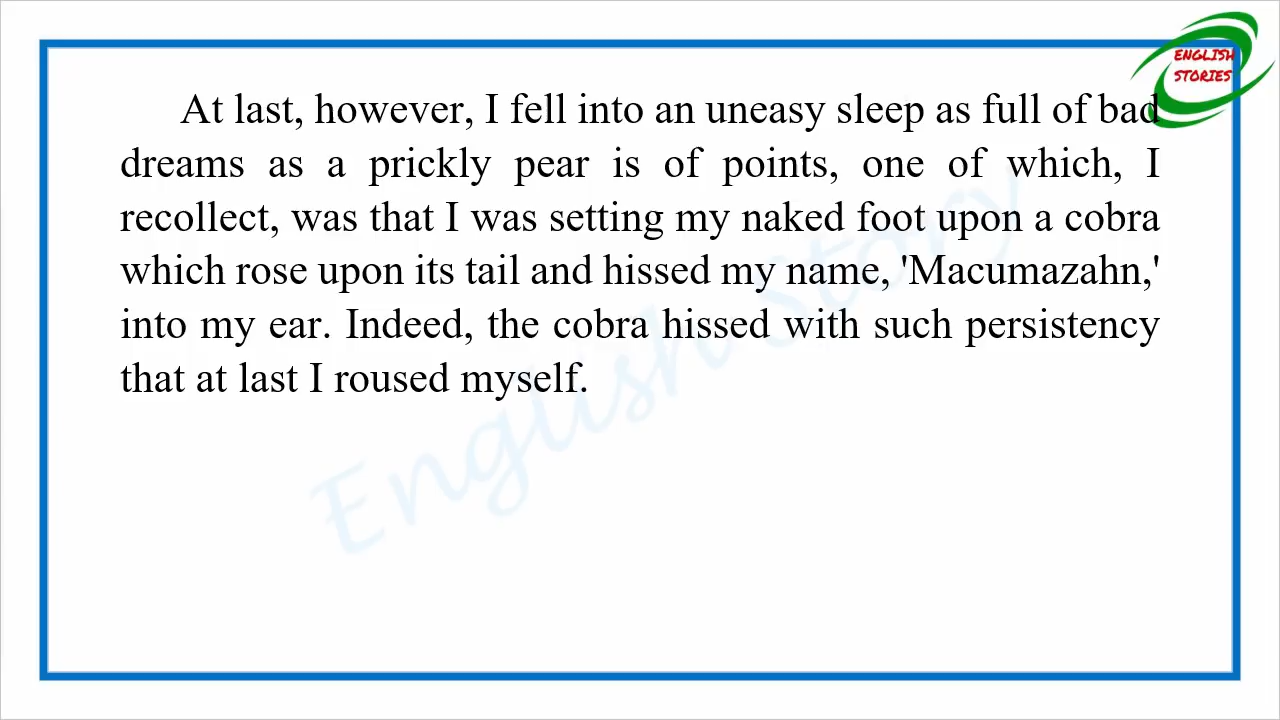 ENGLISH
STORIES
At last, however, I fell into an uneasy sleep as full of bad
dreams as a prickly pear is of points, one of which, I
recollect, was that I was setting my naked foot upon a cobra
which rose upon its tail and hissed my name, 'Macumazahn,'
into my ear. Indeed, the cobra hissed with such persistency
that at last I roused myself.
English Story